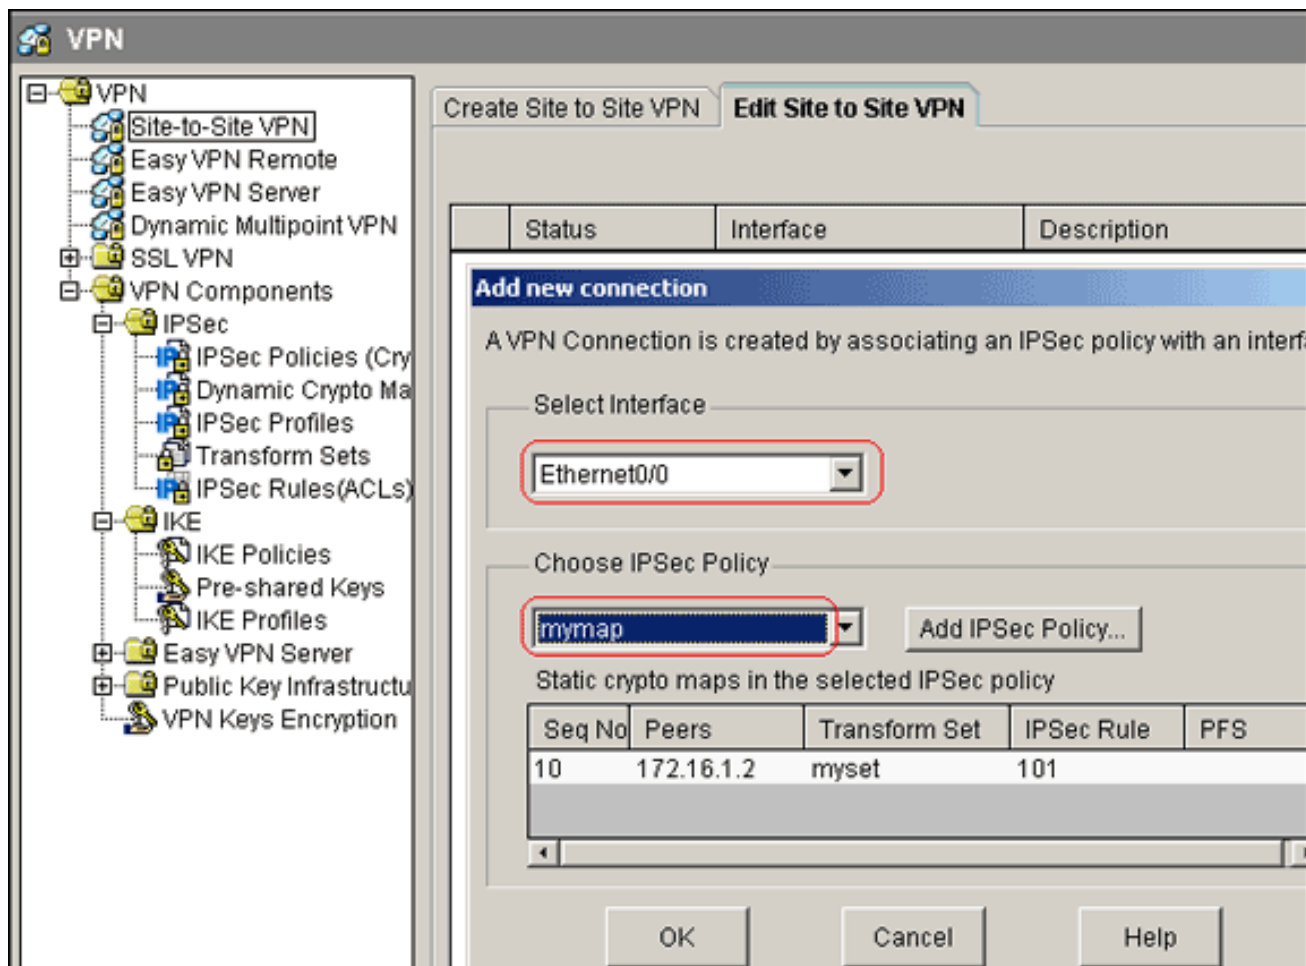 VPN
VPN
Site-to-Site VPN
Easy VPN Remote
Easy VPN Server
Dynamic Multipoint VPN
SSL VPN
VPN Components
IPSec
IPSec Policies (Cry
Dynamic Crypto Ma
IPSec Profiles
Transform Sets
IPSec Rules(ACLs)
IKE
IKE Policies
Pre-shared Keys
IKE Profiles
Easy VPN Server
Public Key Infrastructu
VPN Keys Encryption
Create Site to Site VPN Edit Site to Site VPN
Status Interface Description
Add new connection
A VPN Connection is created by associating an IPSec policy with an interfa
Select Interface
Ethernet0/0
Choose IPSec Policy
mymap Add IPSec Policy...
Static crypto maps in the selected IPSec policy
Seq No Peers Transform Set IPSec Rule PFS
10 172.16.1.2 myset 101
OK Cancel Help